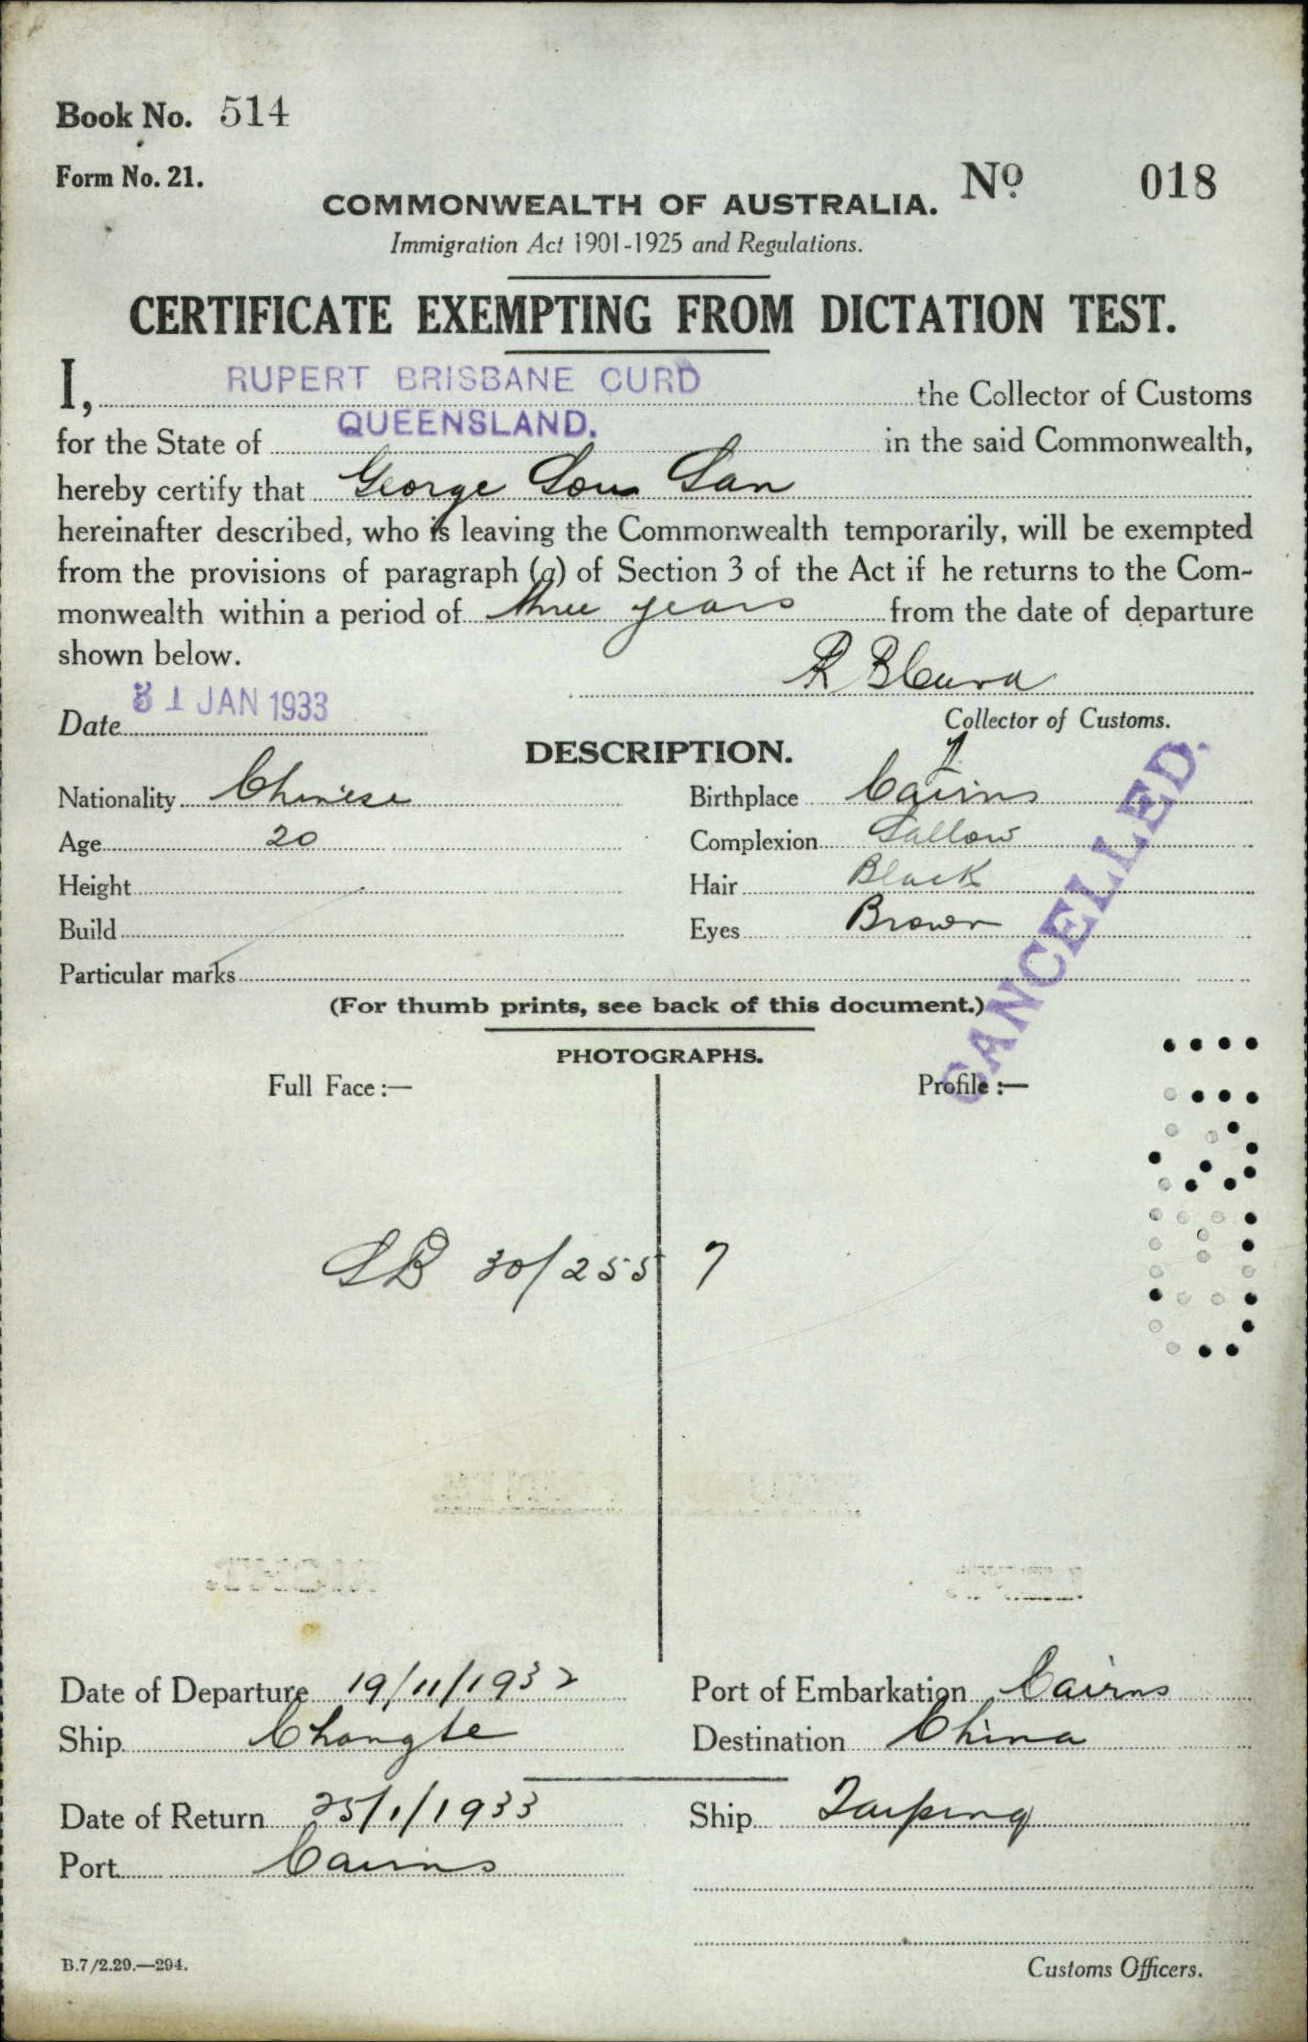 Book No. 514
Form No. 21.
No 018
COMMONWEALTH OF AUSTRALIA.
Immigration Act 1901-1925 and Regulations.
CERTIFICATE EXEMPTING FROM DICTATION TEST.
I, RUPERT BRISBANE CURD the Collector of Customs
for the State of QUEENSLAND. in the said Commonwealth,
hereby certify that George Sou San
hereinafter described, who is leaving the Commonwealth temporarily, will be exempted
from the provisions of paragraph (a) of Section 3 of the Act if he returns to the Com-
monwealth within a period of three years from the date of departure
shown below.
R B Curd
Date 31 JAN 1933
Collector of Customs.
DESCRIPTION.
Nationality Chinese Birthplace Cairns
Age 20 Complexion Sallow
Height Hair Black
Build Eyes Brown
Particular marks
CANCELLED.
(For thumb prints, see back of this document.)
PHOTOGRAPHS.
Full Face :— Profile :—
SB 30/255 7
Date of Departure 19/11/1932 Port of Embarkation Cairns
Ship Changte Destination China
Date of Return 25/1/1933 Ship Taiping
Port Cairns
B.7/2.29.—294.
Customs Officers.